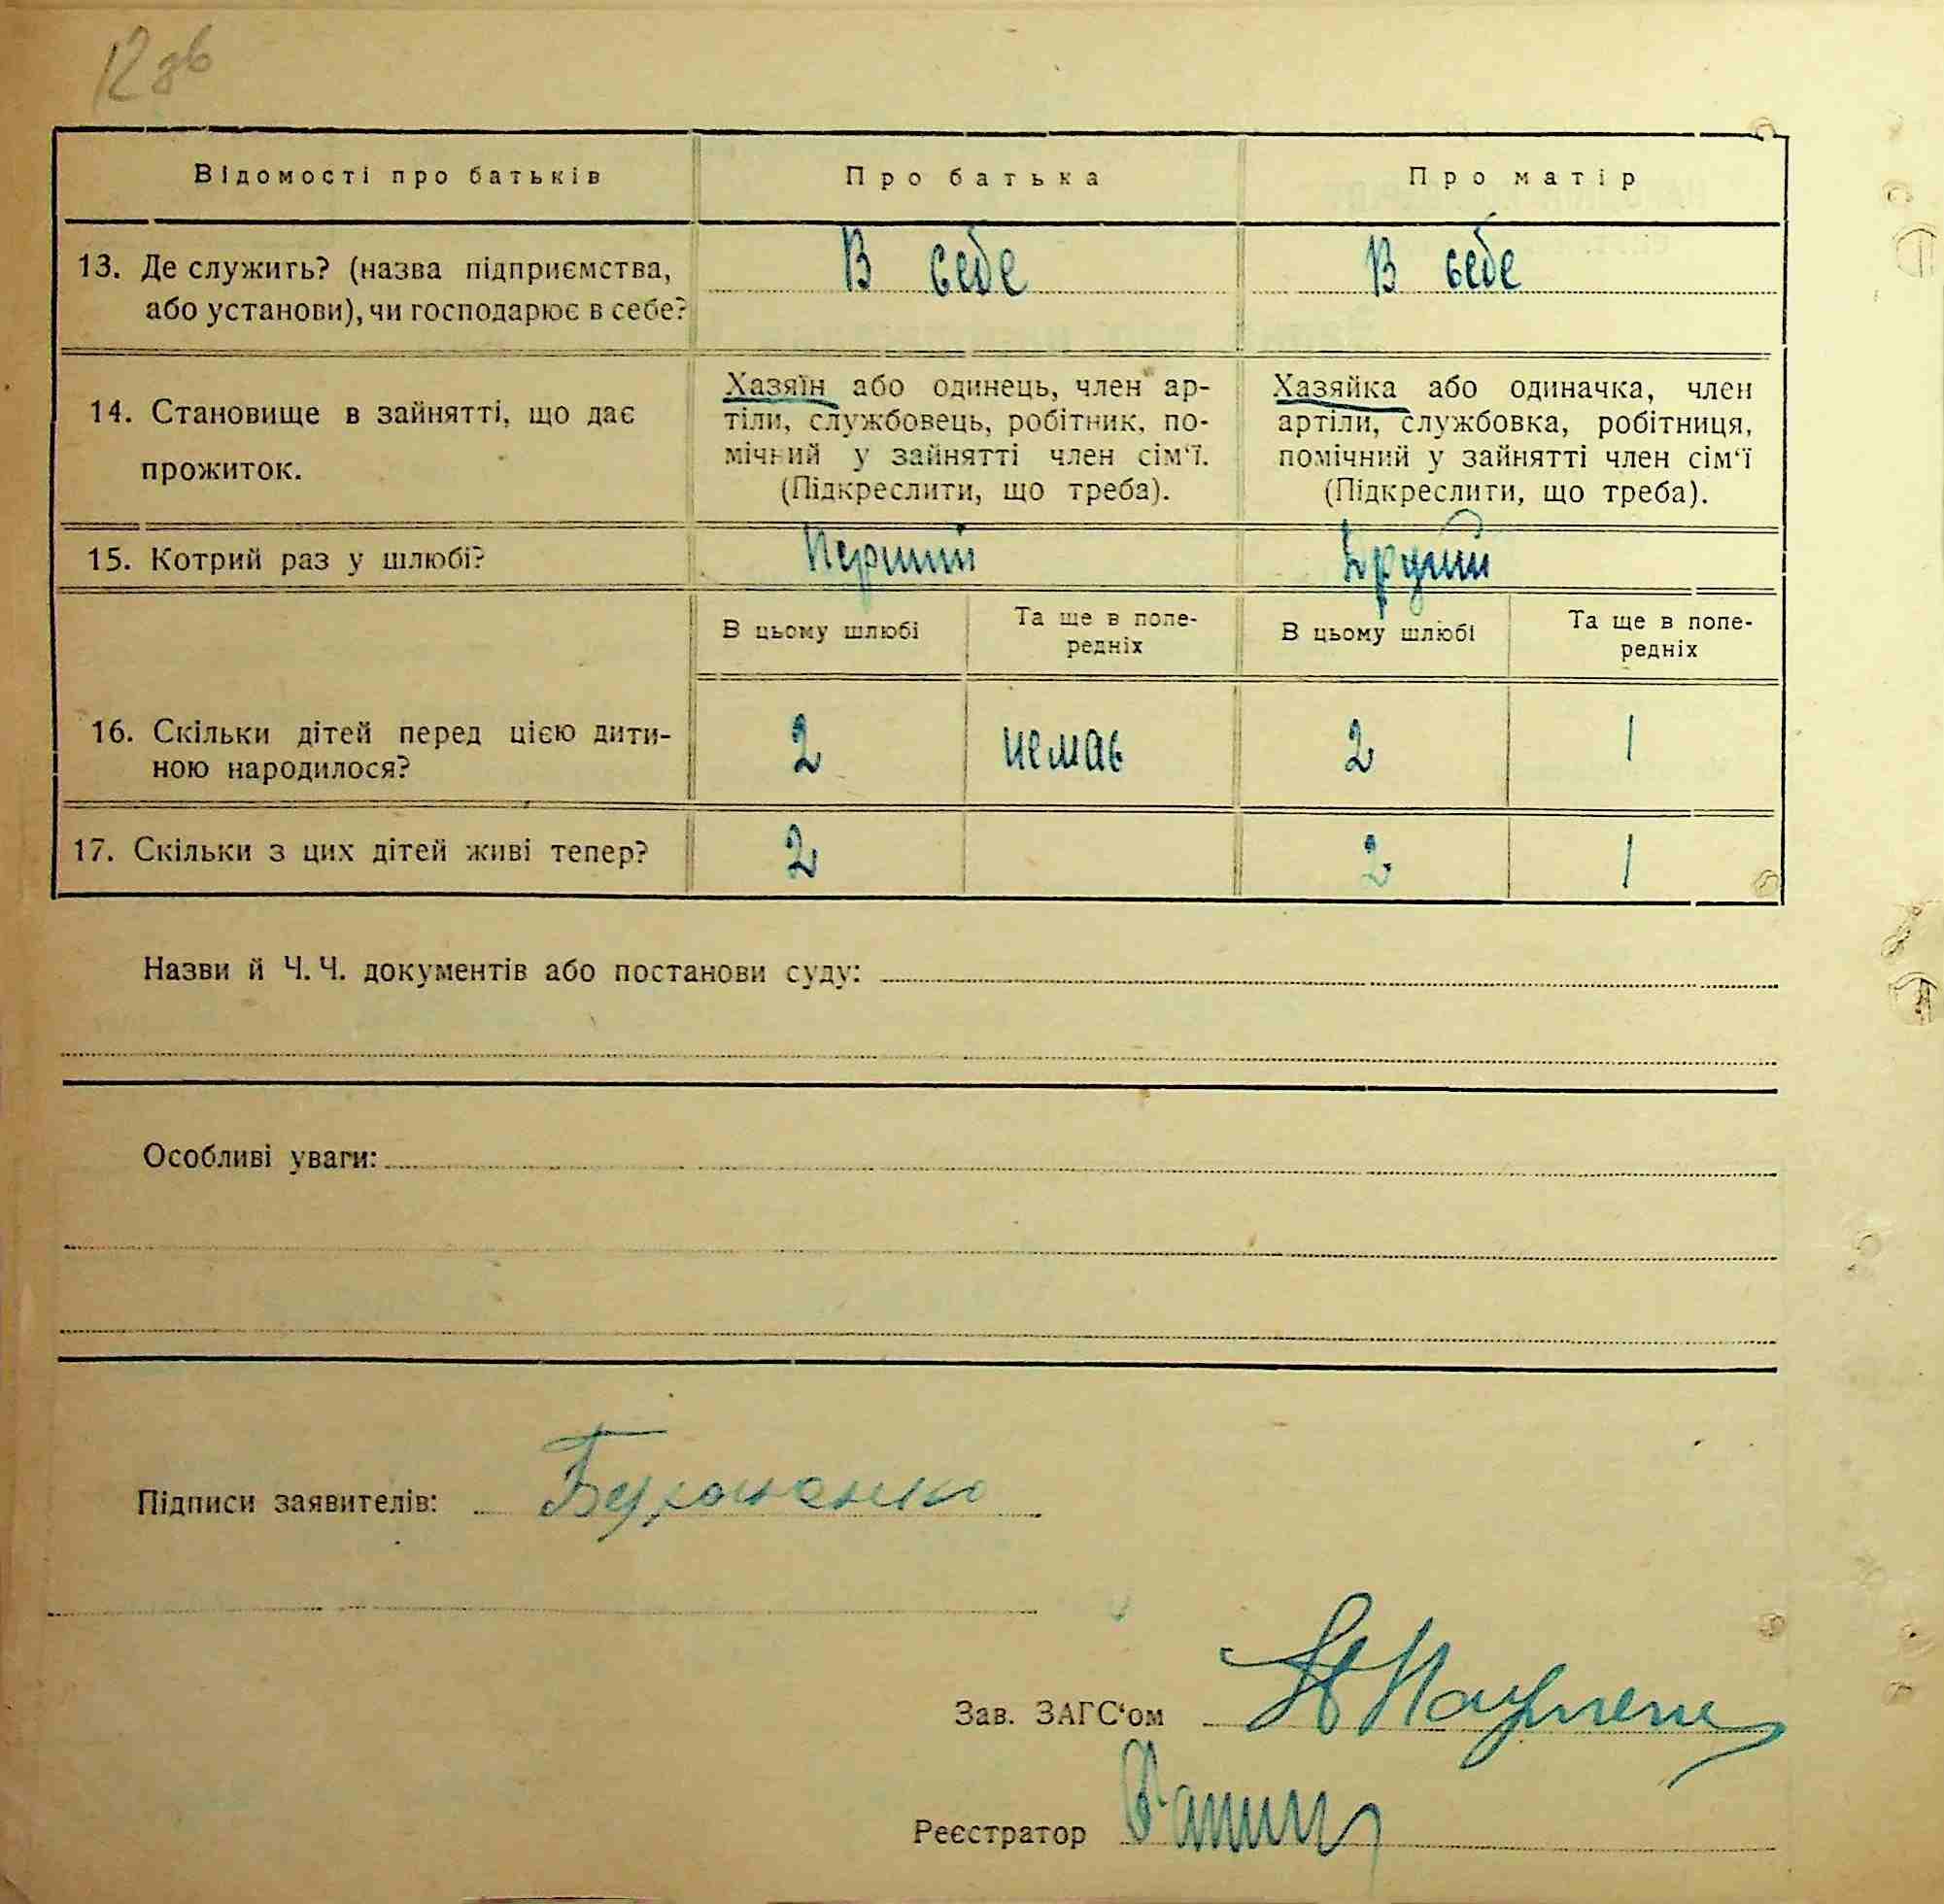 12 зв
Відомості про батьків
Про батька
Про матір
13. Де служить? (назва підприємства,
або установи), чи господарює в себе?
В себе
В себе
14. Становище в зайнятті, що дає
прожиток.
Хазяїн або одинець, член ар-
тіли, службовець, робітник, по-
мічний у зайнятті член сім'ї.
(Підкреслити, що треба).
Хазяйка або одиначка, член
артіли, службовка, робітниця,
помічний у зайнятті член сім'ї
(Підкреслити, що треба).
15. Котрий раз у шлюбі?
Перший
Другий
В цьому шлюбі
Та ще в попе-
редніх
В цьому шлюбі
Та ще в попе-
редніх
16. Скільки дітей перед цією дити-
ною народилося?
2
немає
2
1
17. Скільки з цих дітей живі тепер?
2
2
1
Назви й Ч. Ч. документів або постанови суду:
Особливі уваги:
Підписи заявителів:
Зав. ЗАГС'ом
Реєстратор